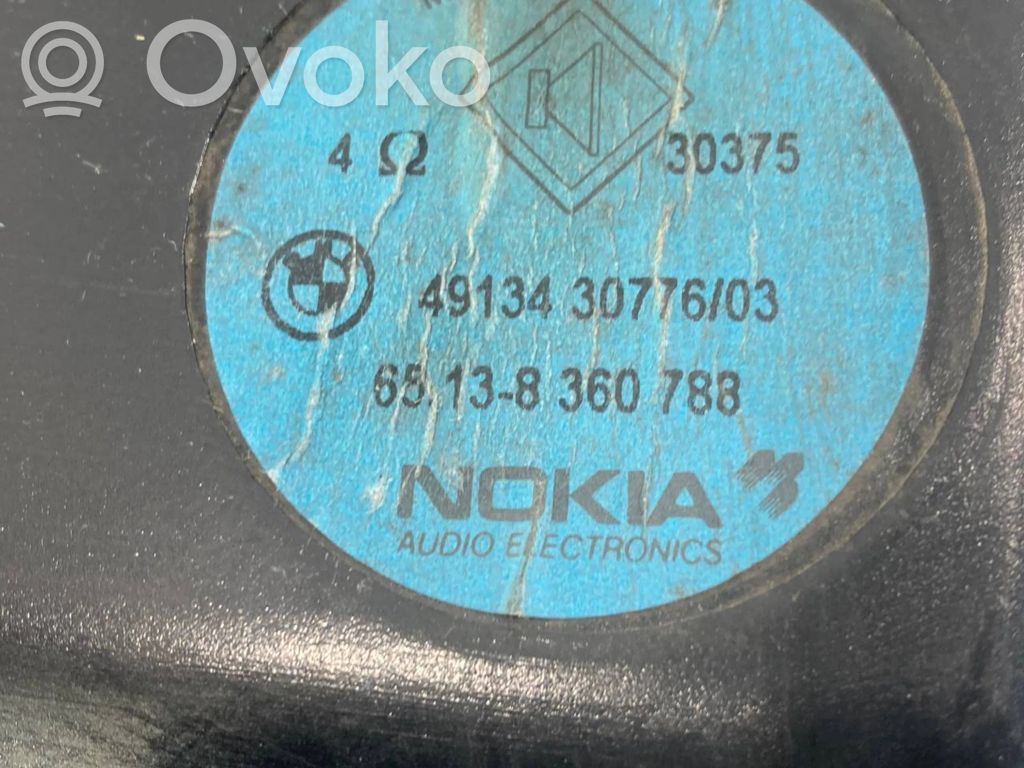 Ovoko
4 Ω 30375
49134 30776/03
65.13-8 360 788
NOKIA
AUDIO ELECTRONICS